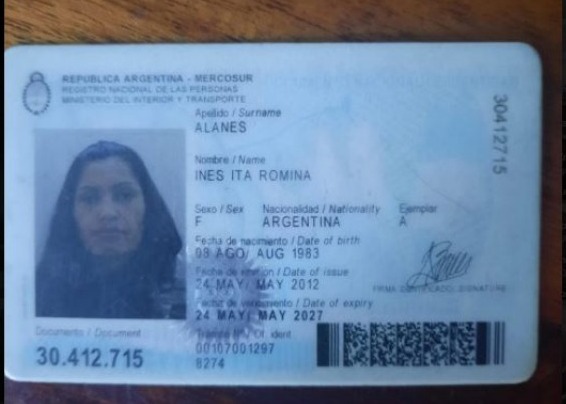 REPUBLICA ARGENTINA - MERCOSUR
REGISTRO NACIONAL DE LAS PERSONAS
MINISTERIO DEL INTERIOR Y TRANSPORTE
Apellido / Surname
ALANES
Nombre / Name
INES ITA ROMINA
Sexo / Sex Nacionalidad / Nationality Ejemplar
F ARGENTINA A
Fecha de nacimiento / Date of birth
08 AGO/ AUG 1983
Fecha de emisión / Date of issue
24 MAY/ MAY 2012
Fecha de vencimiento / Date of expiry
24 MAY/ MAY 2027
FIRMA IDENTIFICADO / SIGNATURE
Documento / Document
30.412.715
Trámite Nº / Of. ident
00107001297
8274
30412715